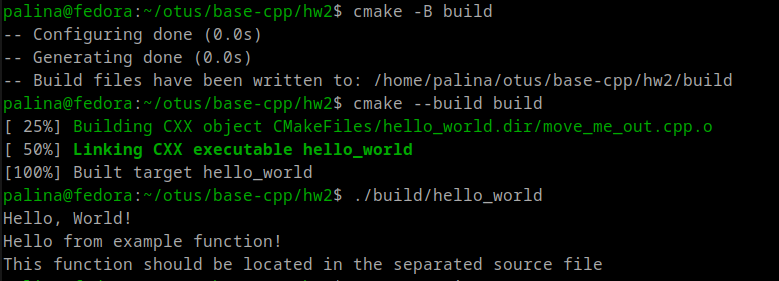 palina@fedora:~/otus/base-cpp/hw2$ cmake -B build
-- Configuring done (0.0s)
-- Generating done (0.0s)
-- Build files have been written to: /home/palina/otus/base-cpp/hw2/build
palina@fedora:~/otus/base-cpp/hw2$ cmake --build build
[ 25%] Building CXX object CMakeFiles/hello_world.dir/move_me_out.cpp.o
[ 50%] Linking CXX executable hello_world
[100%] Built target hello_world
palina@fedora:~/otus/base-cpp/hw2$ ./build/hello_world
Hello, World!
Hello from example function!
This function should be located in the separated source file